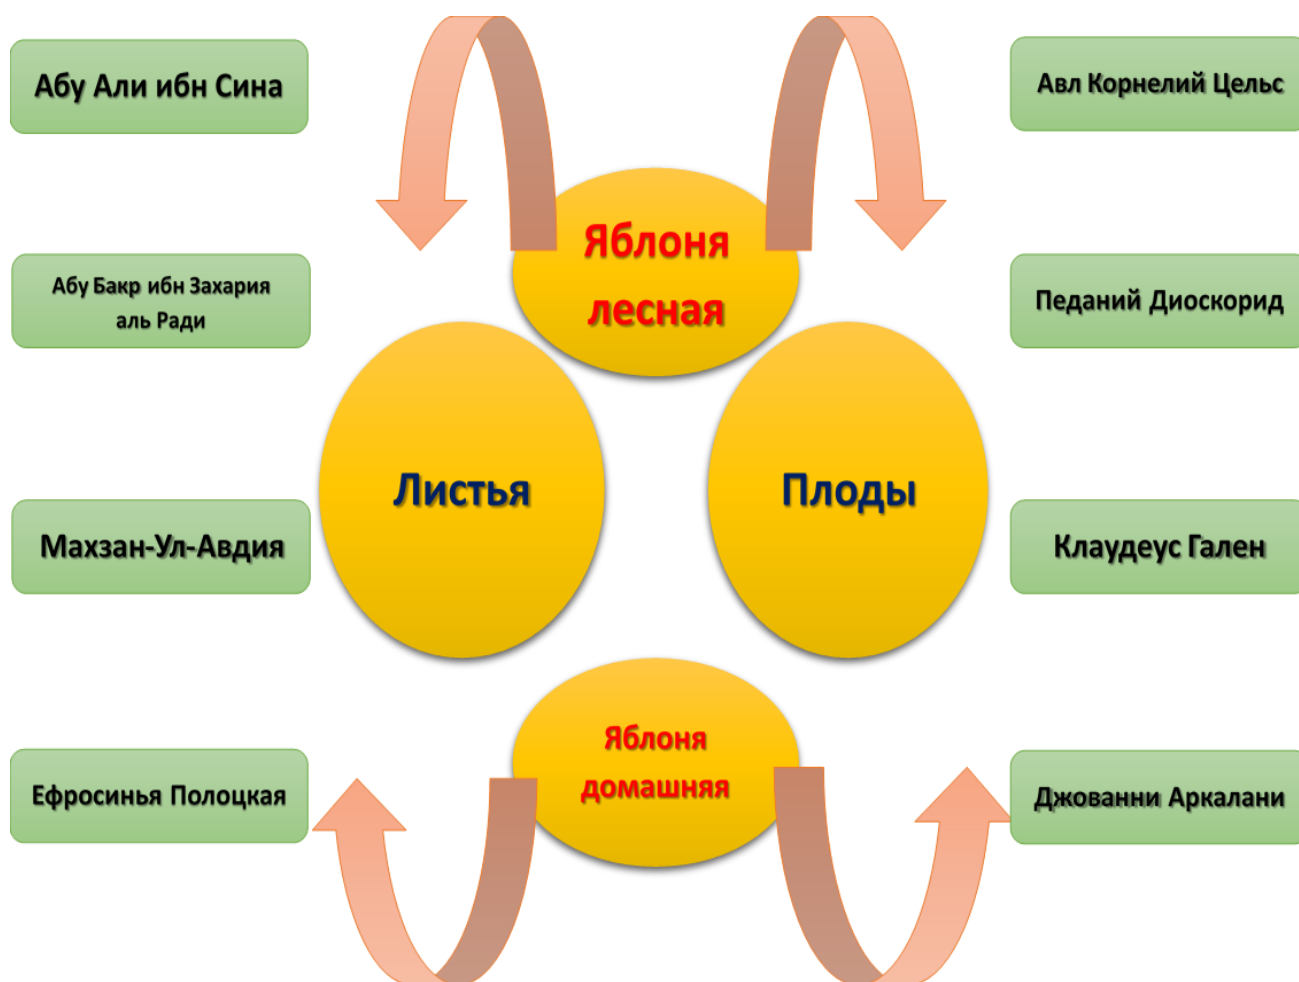 Абу Али ибн Сина
Авл Корнелий Цельс
Яблоня
лесная
Абу Бакр ибн Захария
аль Ради
Педаний Диоскорид
Листья
Плоды
Махзан-Ул-Авдия
Клаудеус Гален
Яблоня
домашняя
Ефросинья Полоцкая
Джованни Аркалани